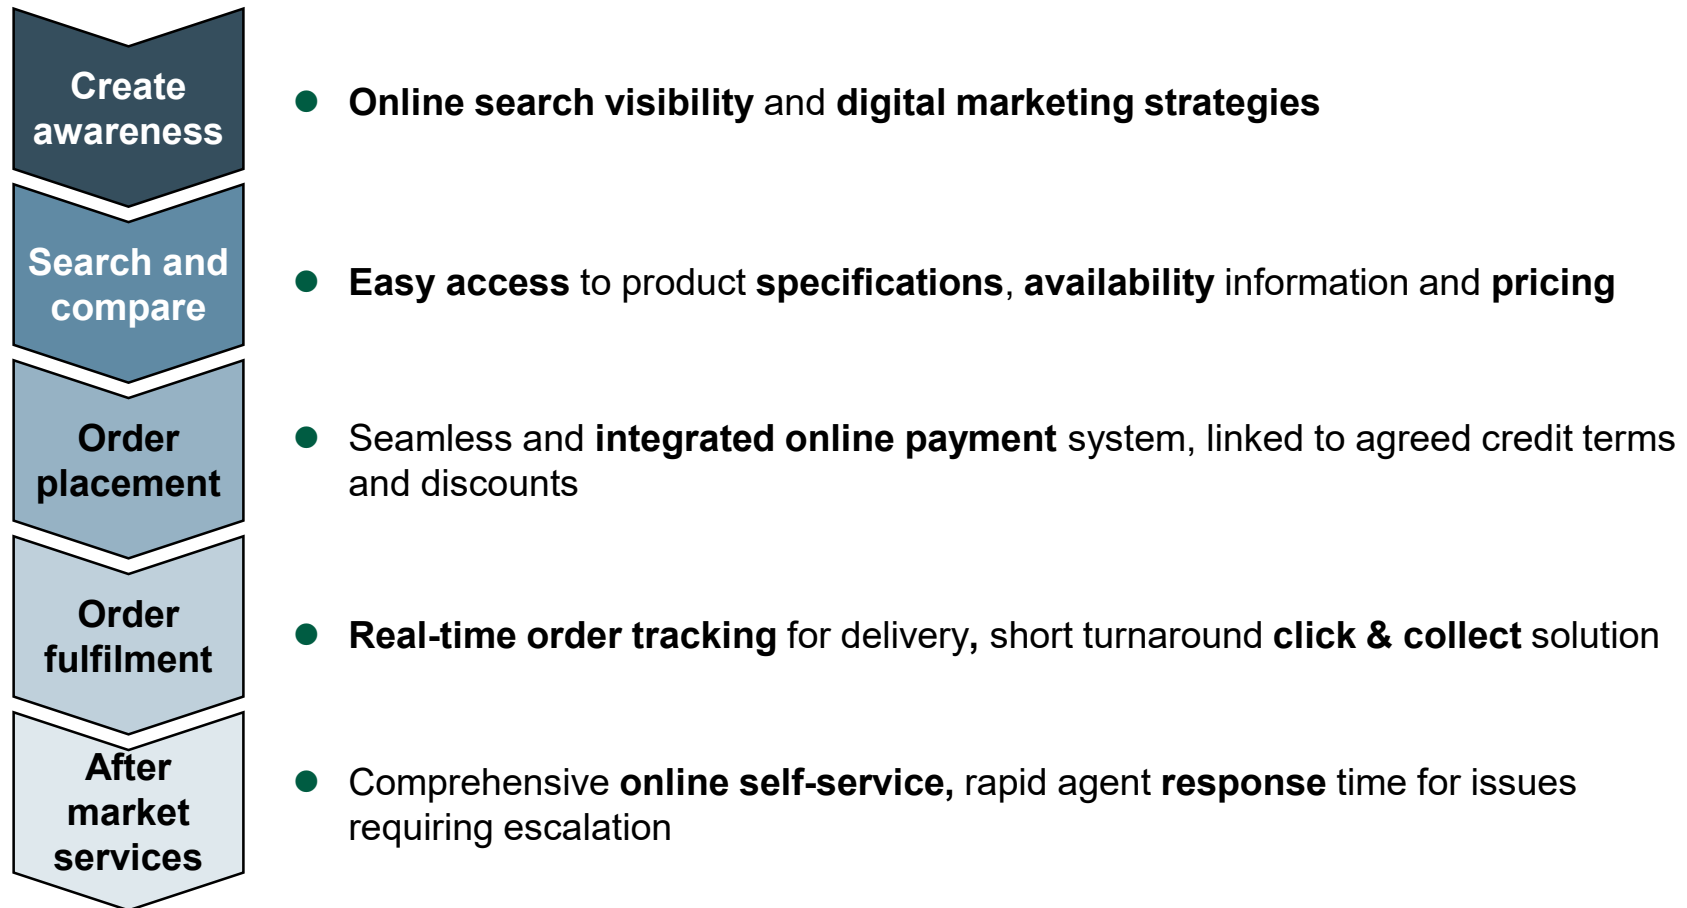 Create
awareness
Online search visibility and digital marketing strategies
Search and
compare
Easy access to product specifications, availability information and pricing
Order
placement
Seamless and integrated online payment system, linked to agreed credit terms
and discounts
Order
fulfilment
Real-time order tracking for delivery, short turnaround click & collect solution
After
market
services
Comprehensive online self-service, rapid agent response time for issues
requiring escalation